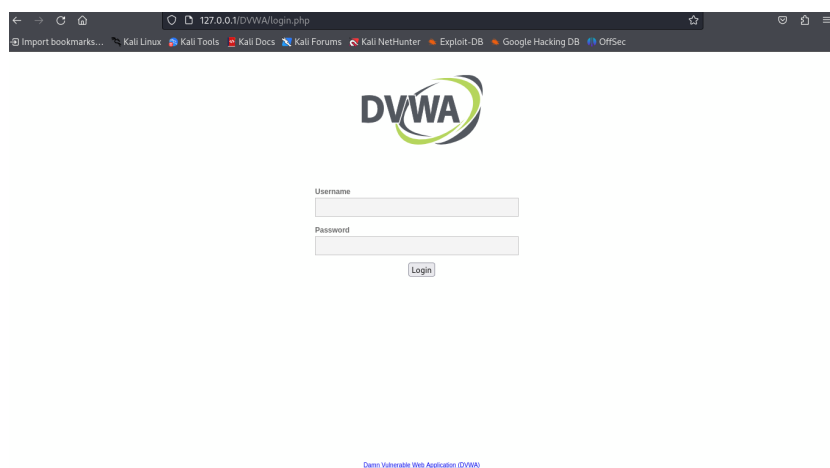 127.0.0.1/DVWA/login.php
Import bookmarks... Kali Linux Kali Tools Kali Docs Kali Forums Kali NetHunter Exploit-DB Google Hacking DB OffSec
DVWA
Username
Password
Login
Damn Vulnerable Web Application (DVWA)